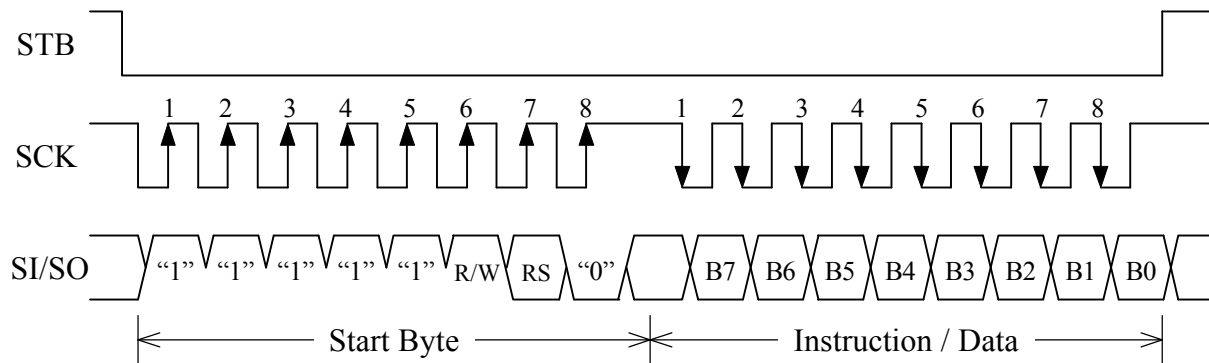 STB
1 2 3 4 5 6 7 8 1 2 3 4 5 6 7 8
SCK
SI/SO “1” “1” “1” “1” “1” R/W RS “0” B7 B6 B5 B4 B3 B2 B1 B0
Start Byte Instruction / Data